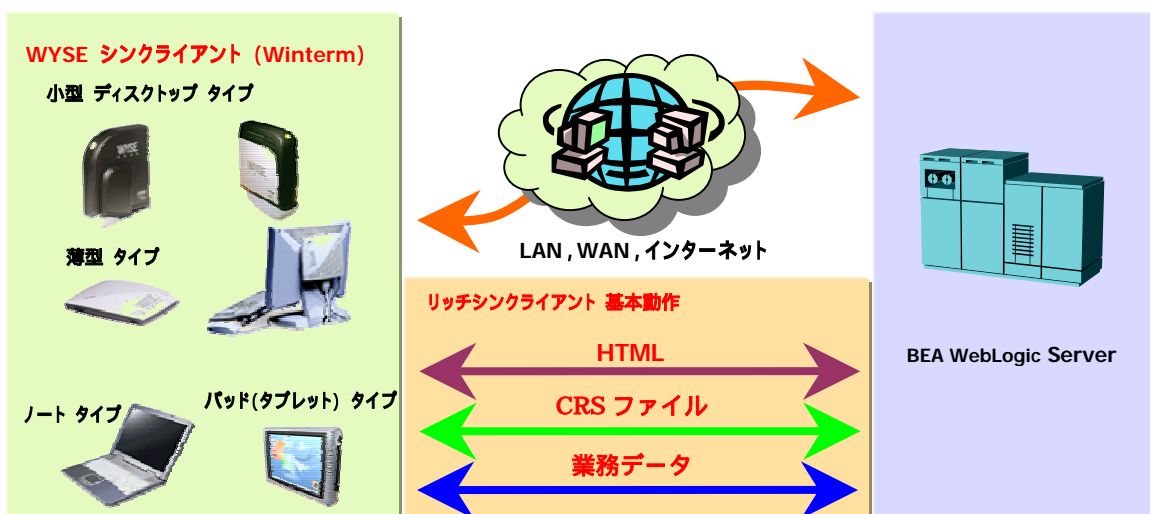 WYSE シンクライアント (Winterm)
小型 ディスクトップ タイプ
WYSE
WYSE
薄型 タイプ
ノート タイプ
パッド(タブレット) タイプ
LAN , WAN , インターネット
リッチシンクライアント 基本動作
HTML
CRS ファイル
業務データ
BEA WebLogic Server